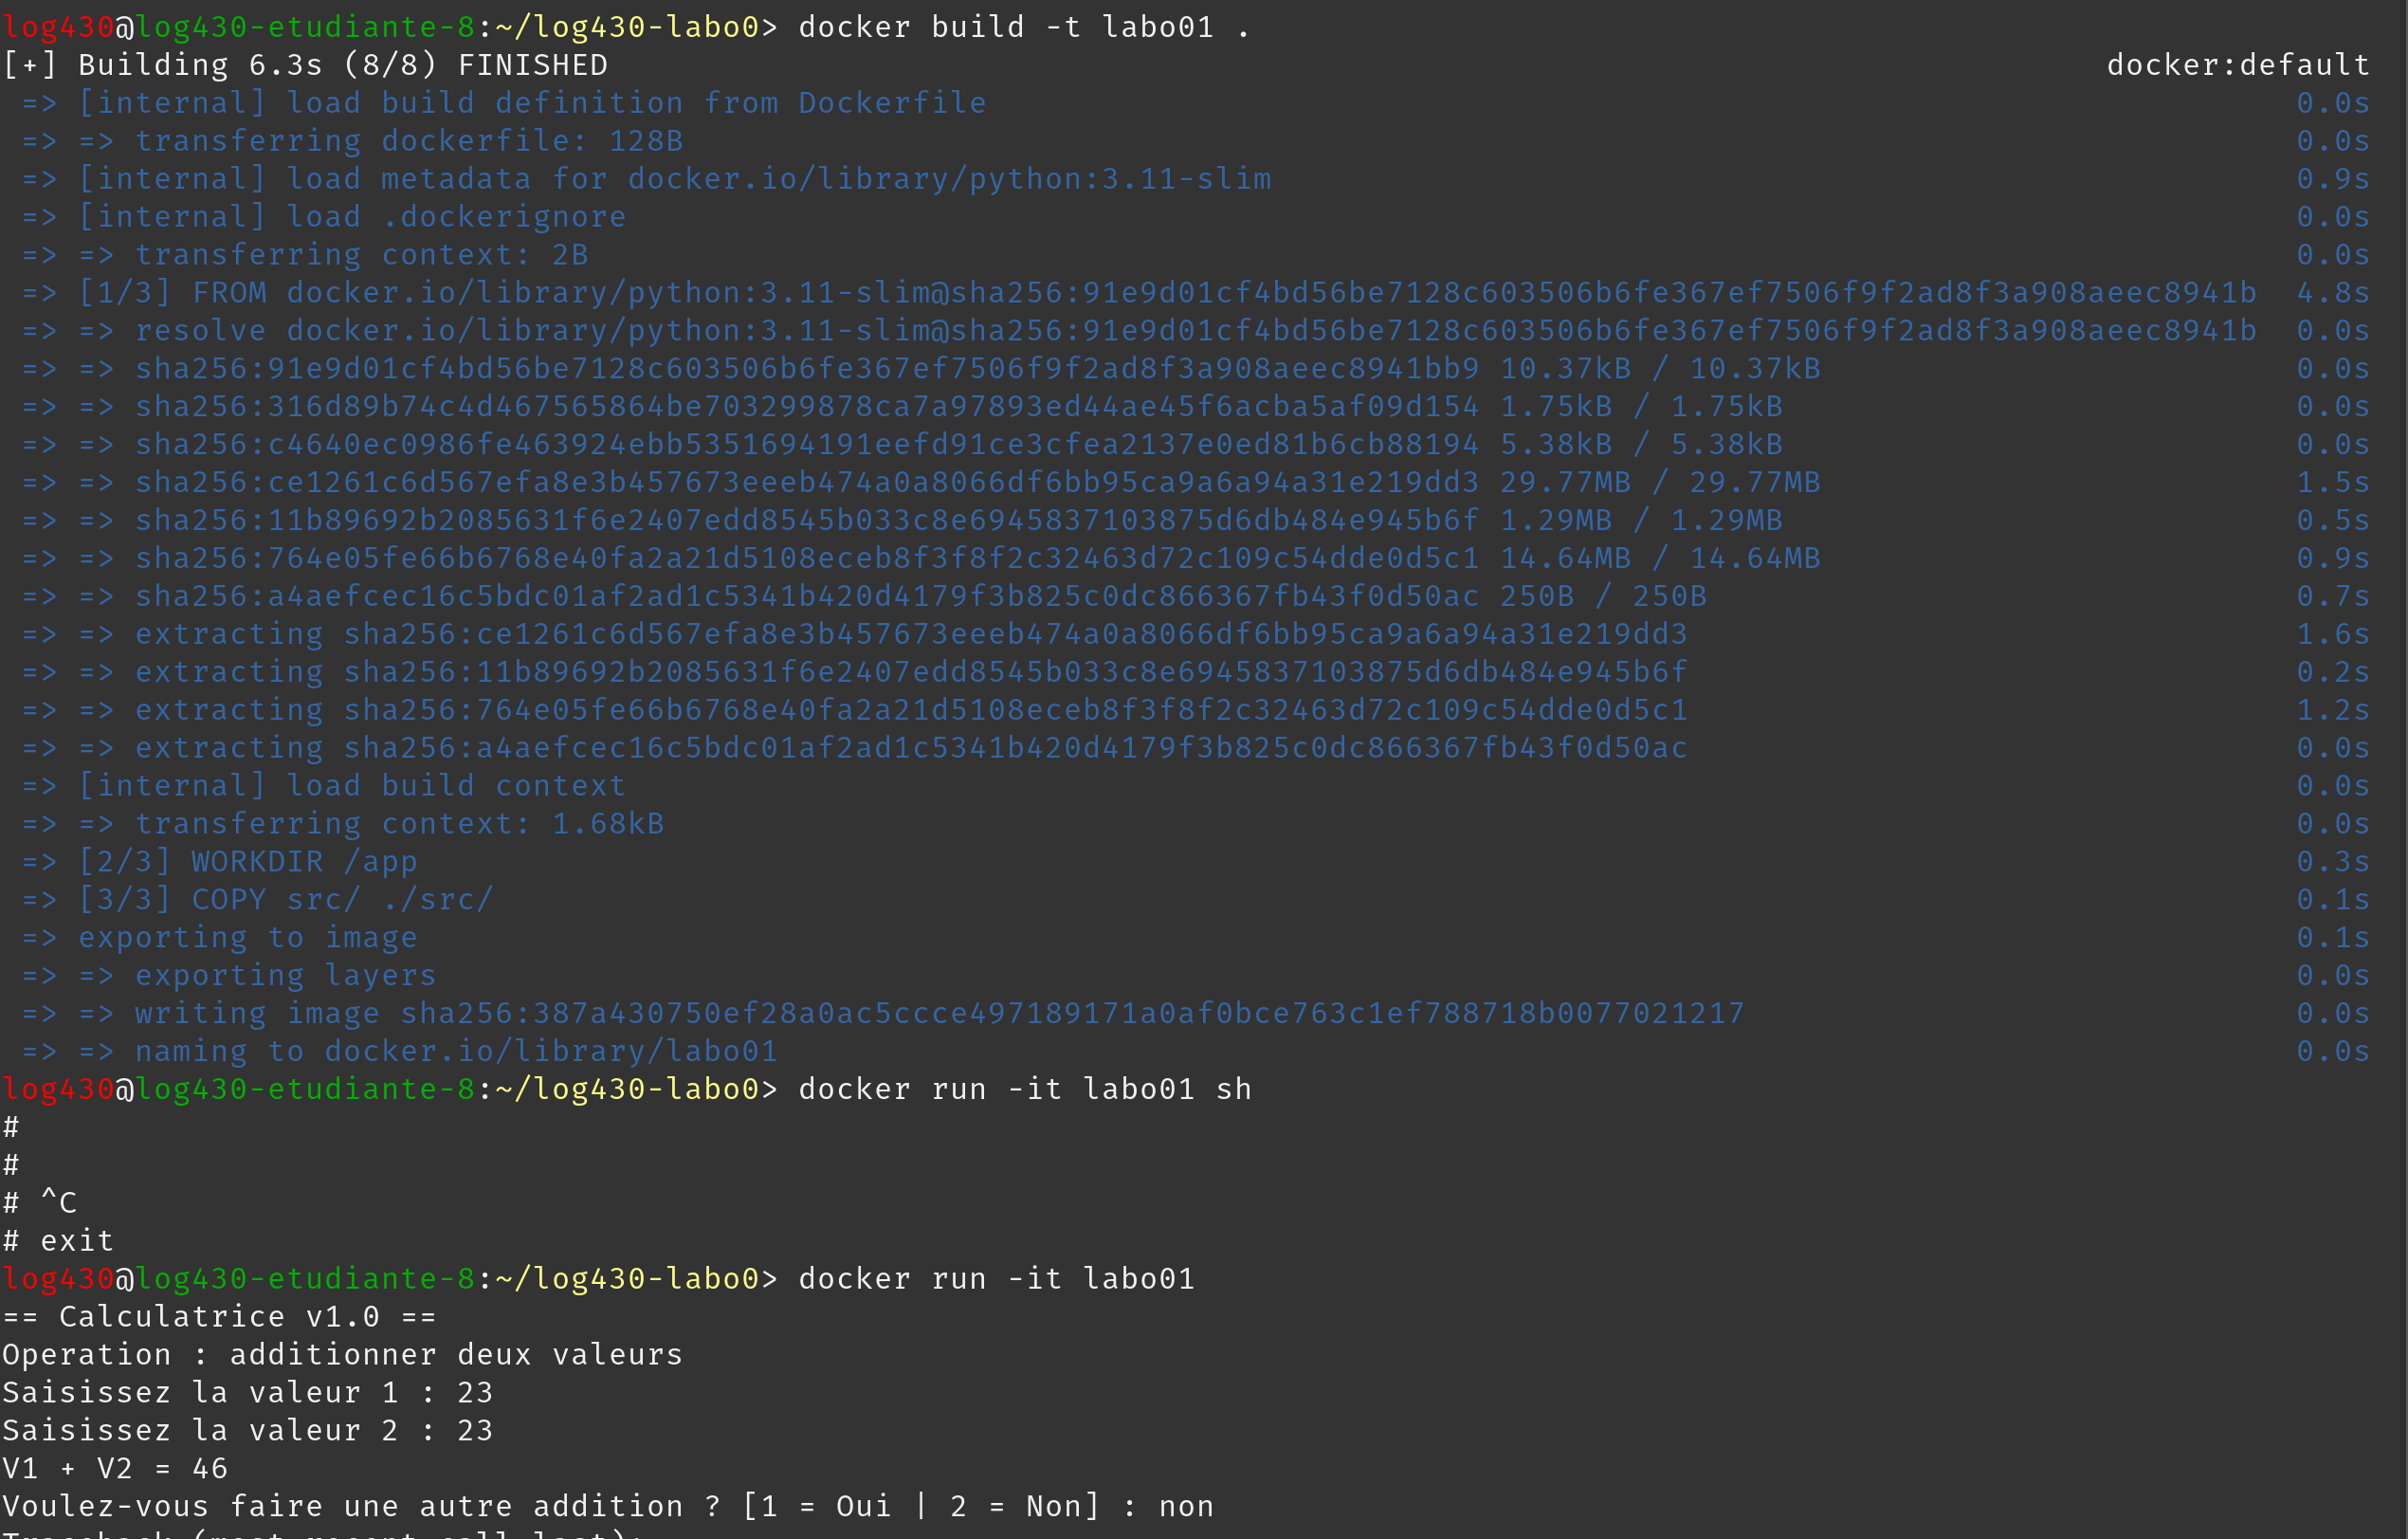 log430@log430-etudiante-8:~/log430-labo0> docker build -t labo01 .
[+] Building 6.3s (8/8) FINISHED docker:default
=> [internal] load build definition from Dockerfile 0.0s
=> => transferring dockerfile: 128B 0.0s
=> [internal] load metadata for docker.io/library/python:3.11-slim 0.9s
=> [internal] load .dockerignore 0.0s
=> => transferring context: 2B 0.0s
=> [1/3] FROM docker.io/library/python:3.11-slim@sha256:91e9d01cf4bd56be7128c603506b6fe367ef7506f9f2ad8f3a908aeec8941b 4.8s
=> => resolve docker.io/library/python:3.11-slim@sha256:91e9d01cf4bd56be7128c603506b6fe367ef7506f9f2ad8f3a908aeec8941b 0.0s
=> => sha256:91e9d01cf4bd56be7128c603506b6fe367ef7506f9f2ad8f3a908aeec8941bb9 10.37kB / 10.37kB 0.0s
=> => sha256:316d89b74c4d467565864be703299878ca7a97893ed44ae45f6acba5af09d154 1.75kB / 1.75kB 0.0s
=> => sha256:c4640ec0986fe463924ebb5351694191eefd91ce3cfea2137e0ed81b6cb88194 5.38kB / 5.38kB 0.0s
=> => sha256:ce1261c6d567efa8e3b457673eeeb474a0a8066df6bb95ca9a6a94a31e219dd3 29.77MB / 29.77MB 1.5s
=> => sha256:11b89692b2085631f6e2407edd8545b033c8e6945837103875d6db484e945b6f 1.29MB / 1.29MB 0.5s
=> => sha256:764e05fe66b6768e40fa2a21d5108eceb8f3f8f2c32463d72c109c54dde0d5c1 14.64MB / 14.64MB 0.9s
=> => sha256:a4aefcec16c5bdc01af2ad1c5341b420d4179f3b825c0dc866367fb43f0d50ac 250B / 250B 0.7s
=> => extracting sha256:ce1261c6d567efa8e3b457673eeeb474a0a8066df6bb95ca9a6a94a31e219dd3 1.6s
=> => extracting sha256:11b89692b2085631f6e2407edd8545b033c8e6945837103875d6db484e945b6f 0.2s
=> => extracting sha256:764e05fe66b6768e40fa2a21d5108eceb8f3f8f2c32463d72c109c54dde0d5c1 1.2s
=> => extracting sha256:a4aefcec16c5bdc01af2ad1c5341b420d4179f3b825c0dc866367fb43f0d50ac 0.0s
=> [internal] load build context 0.0s
=> => transferring context: 1.68kB 0.0s
=> [2/3] WORKDIR /app 0.3s
=> [3/3] COPY src/ ./src/ 0.1s
=> exporting to image 0.1s
=> => exporting layers 0.0s
=> => writing image sha256:387a430750ef28a0ac5ccce497189171a0af0bce763c1ef788718b0077021217 0.0s
=> => naming to docker.io/library/labo01 0.0s
log430@log430-etudiante-8:~/log430-labo0> docker run -it labo01 sh
#
#
# ^C
# exit
log430@log430-etudiante-8:~/log430-labo0> docker run -it labo01
== Calculatrice v1.0 ==
Operation : additionner deux valeurs
Saisissez la valeur 1 : 23
Saisissez la valeur 2 : 23
V1 + V2 = 46
Voulez-vous faire une autre addition ? [1 = Oui | 2 = Non] : non
Traceback (most recent call last):